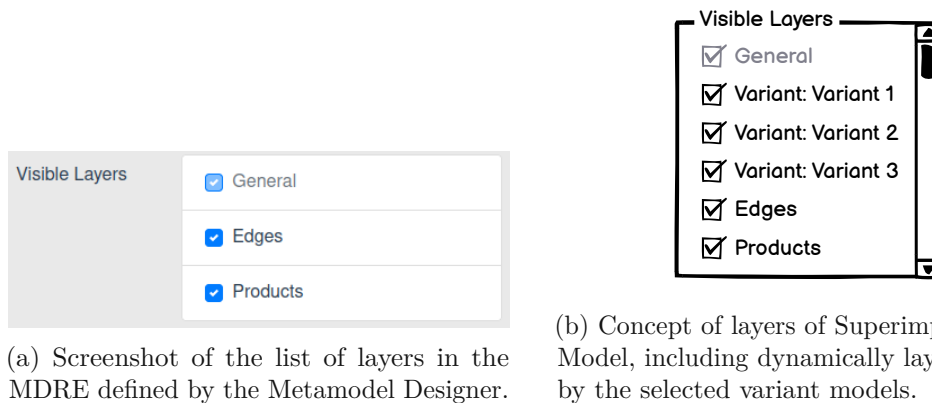 Visible Layers
General
Edges
Products
(a) Screenshot of the list of layers in the
MDRE defined by the Metamodel Designer.
Visible Layers
General
Variant: Variant 1
Variant: Variant 2
Variant: Variant 3
Edges
Products
(b) Concept of layers of
Model, including dynamically
by the selected variant models.